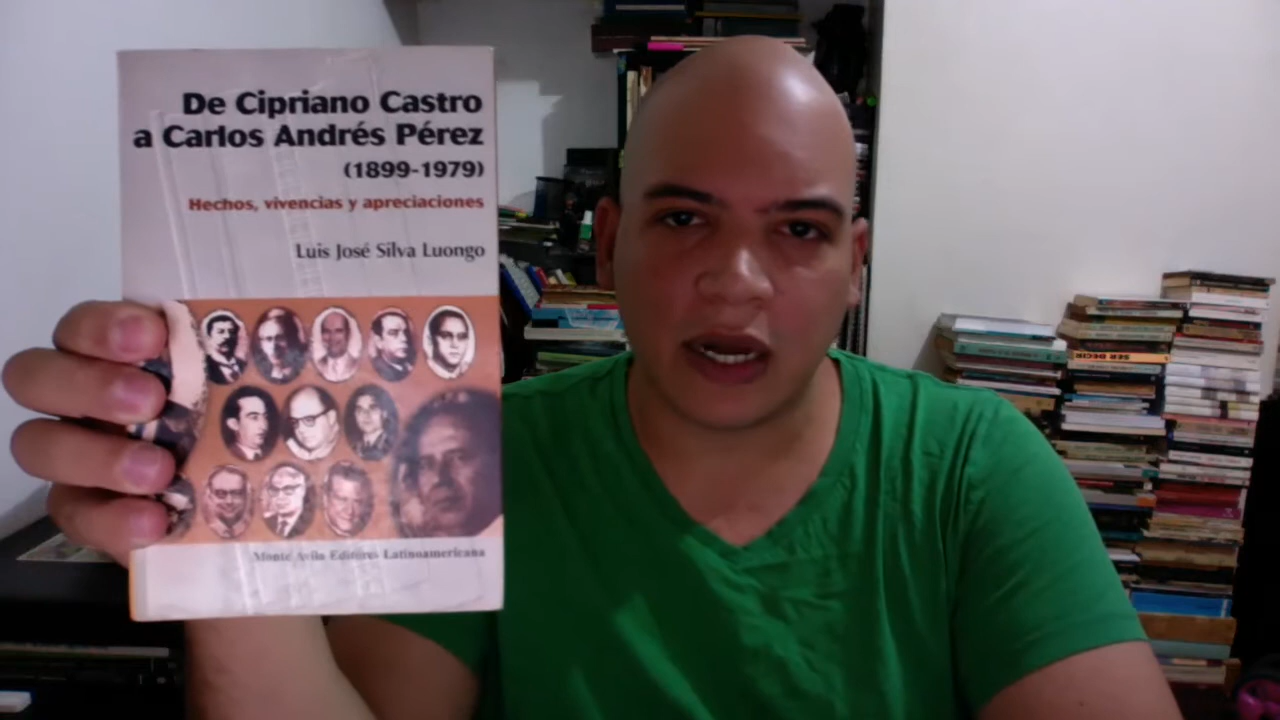 De Cipriano Castro
a Carlos Andrés Pérez
(1899-1979)
Hechos, vivencias y apreciaciones
Luis José Silva Luongo
Monte Avila Editores Latinoamericana
SER DECIR